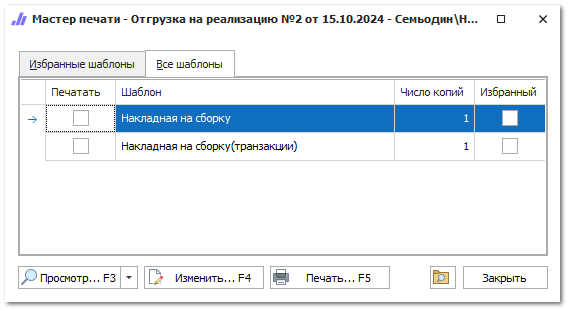 Мастер печати - Отгрузка на реализацию №2 от 15.10.2024 - Семьодин\Н...
Избранные шаблоны Все шаблоны
Печатать Шаблон Число копий Избранный
Накладная на сборку 1
Накладная на сборку(транзакции) 1
Просмотр... F3 Изменить... F4 Печать... F5 Закрыть